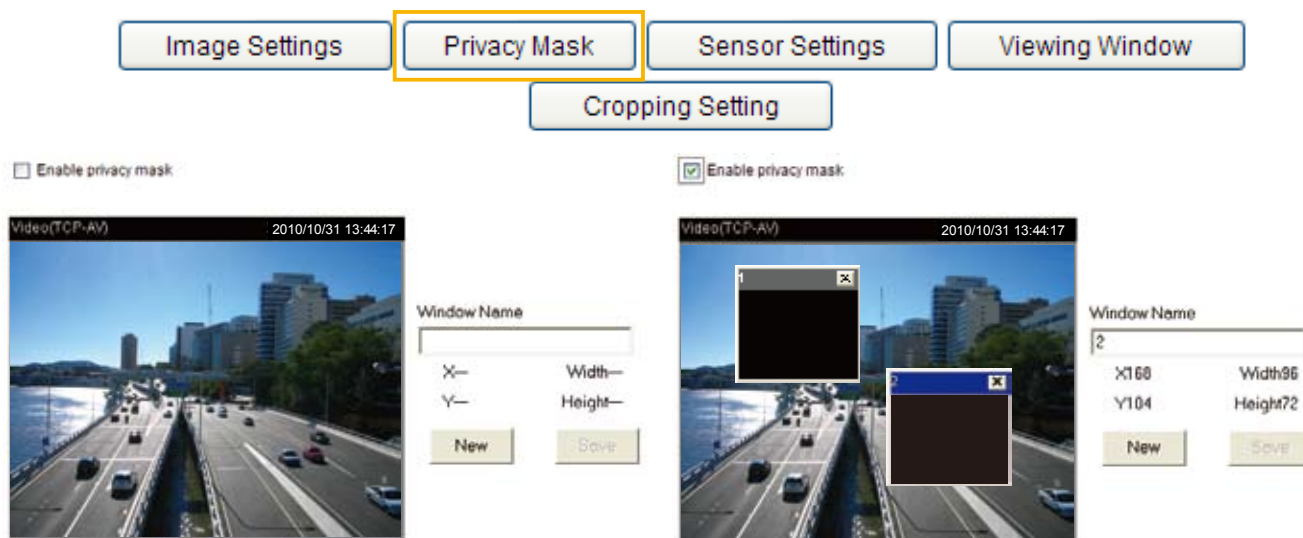 Image Settings
Privacy Mask
Sensor Settings
Viewing Window
Cropping Setting
Enable privacy mask
Video(TCP-AV) 2010/10/31 13:44:17
Window Name
X— Width—
Y— Height—
New Save
Enable privacy mask
Video(TCP-AV) 2010/10/31 13:44:17
1
2
Window Name
2
X168 Width96
Y104 Height72
New Save